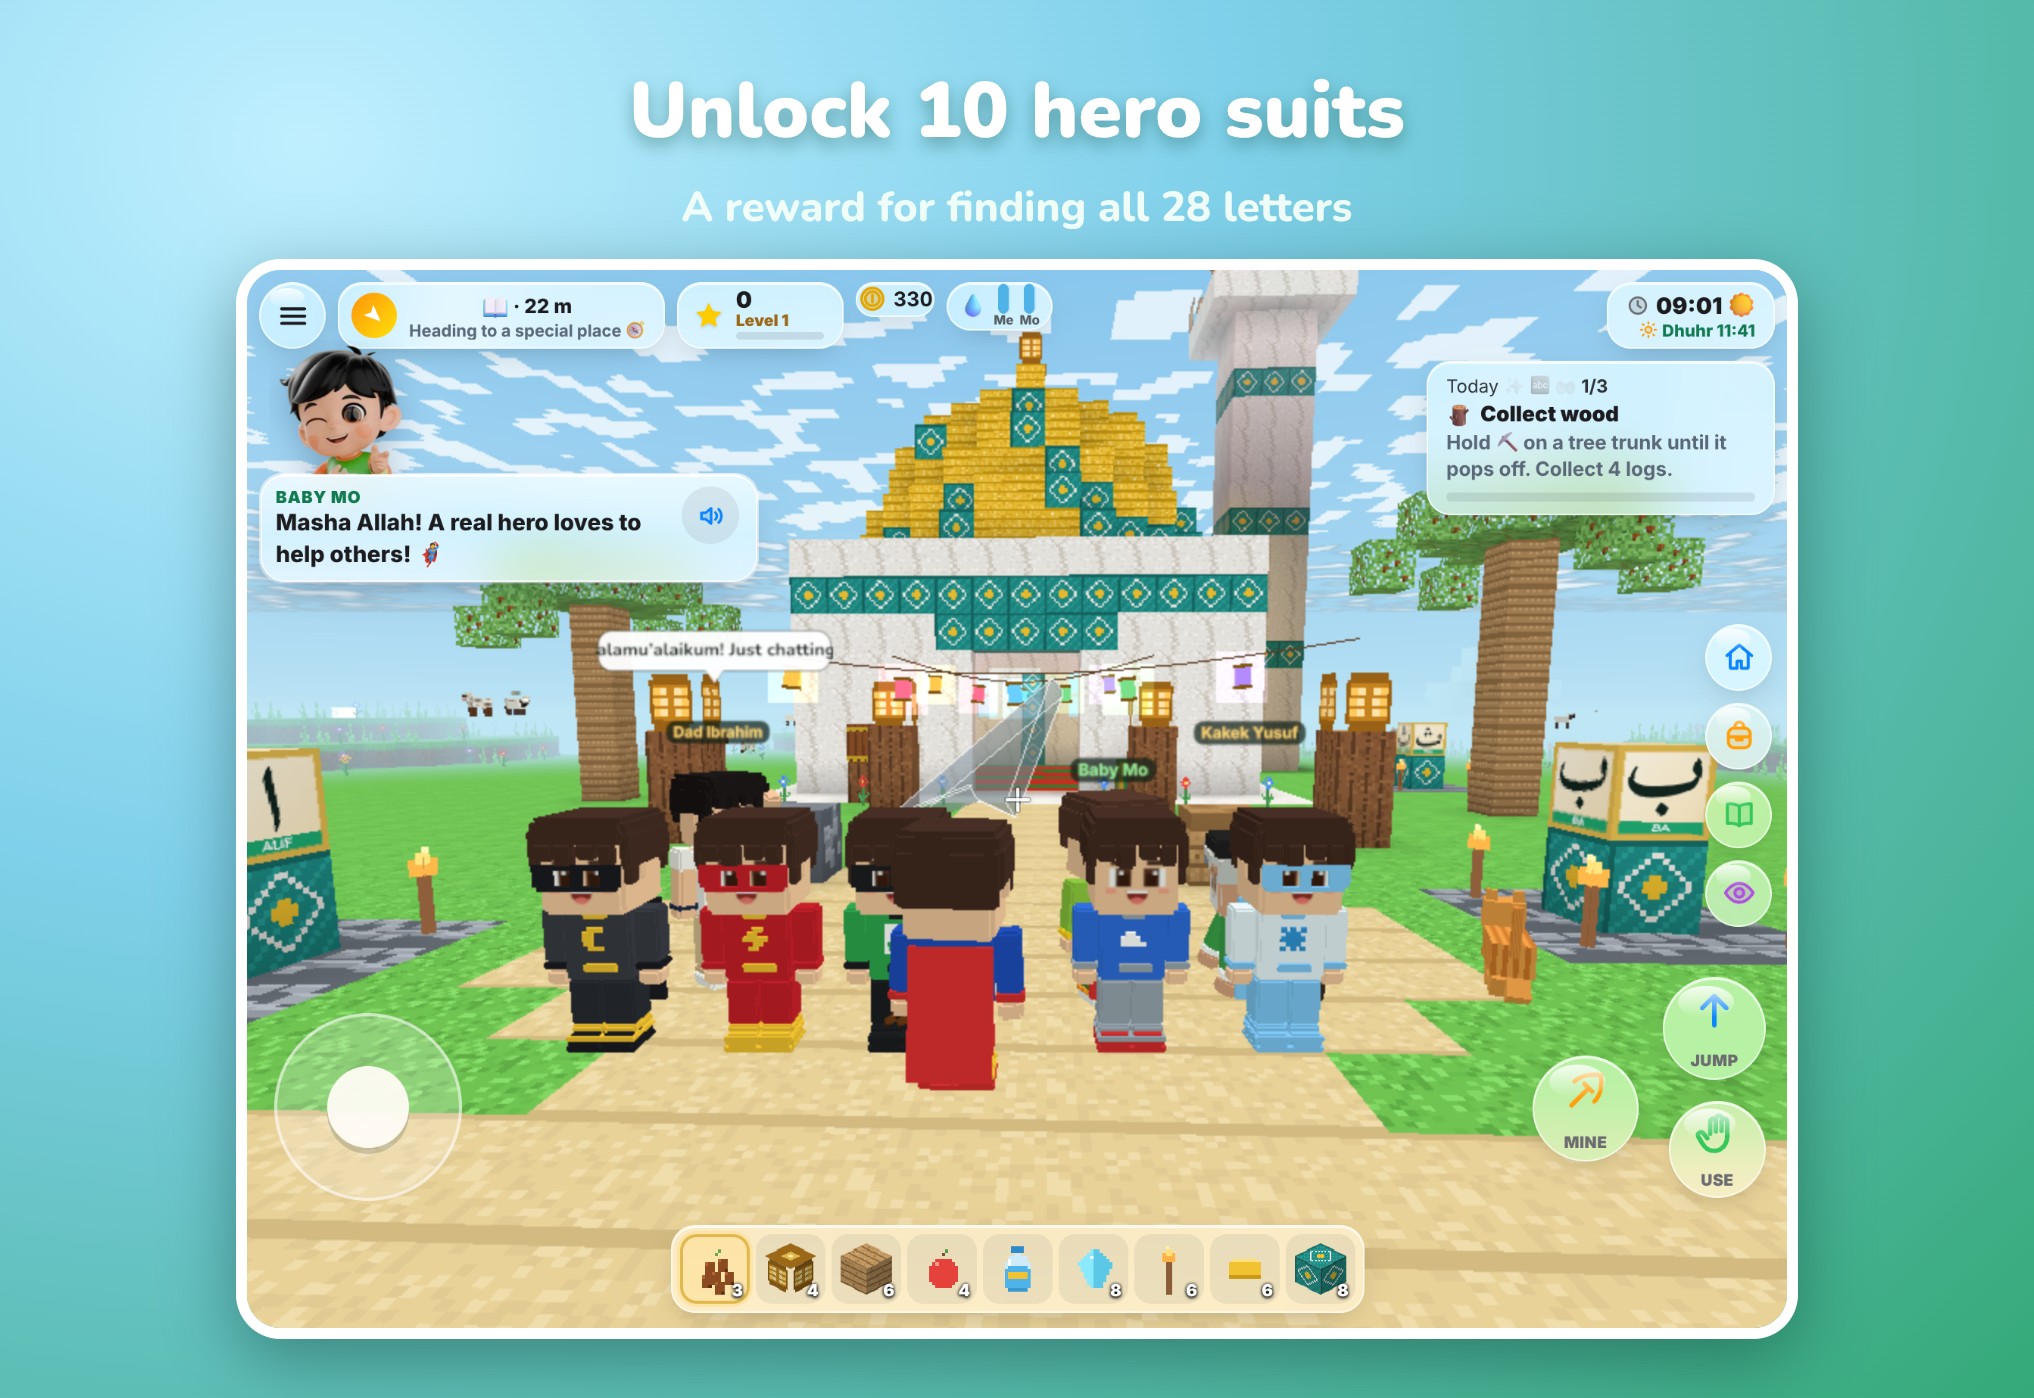 Unlock 10 hero suits
A reward for finding all 28 letters
· 22 m
Heading to a special place
0
Level 1
330
Me Mo
09:01
Dhuhr 11:41
Today abc 1/3
Collect wood
Hold on a tree trunk until it
pops off. Collect 4 logs.
BABY MO
Masha Allah! A real hero loves to
help others!
alamu'alaikum! Just chatting
Dad Ibrahim
Kakek Yusuf
Baby Mo
ا
ALIF
ث
ب
BA
ب
BA
JUMP
MINE
USE
3
4
6
4
8
6
6
8